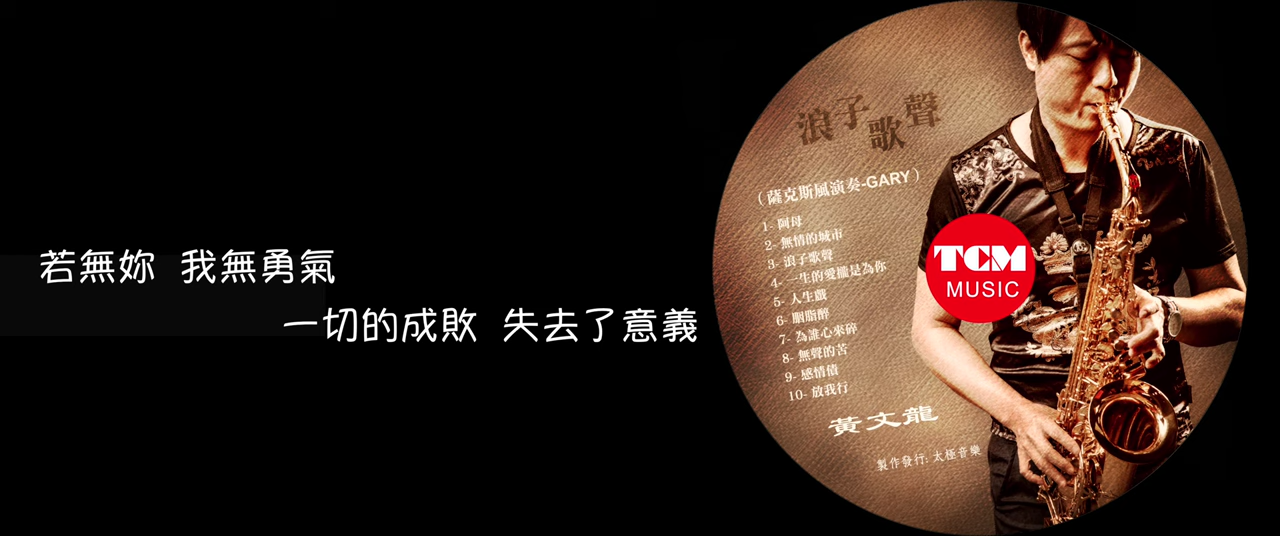 若無妳 我無勇氣
一切的成敗 失去了意義
浪子歌聲
(薩克斯風演奏-GARY)
1- 阿母
2- 無情的城市
3- 浪子歌聲
4- 一生的愛攏是為你
5- 人生戲
6- 胭脂醉
7- 為誰心來碎
8- 無聲的苦
9- 感情債
10- 放我行
黃文龍
製作發行: 太極音樂
TCM
MUSIC